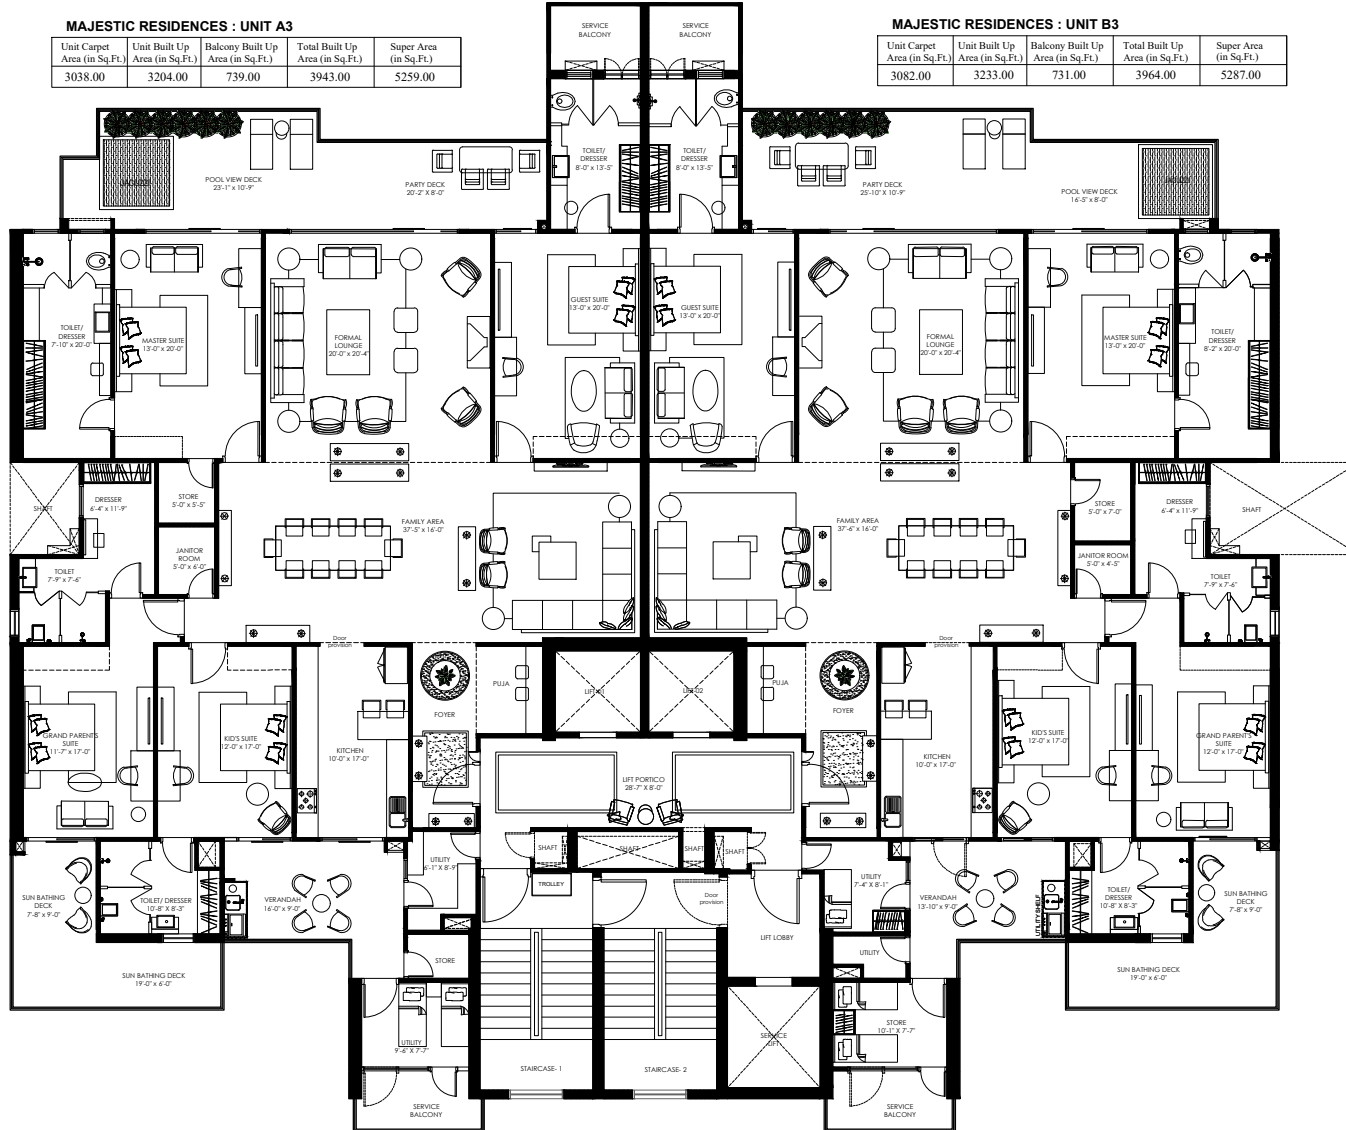 MAJESTIC RESIDENCES : UNIT A3
Unit Carpet Area (in Sq.Ft.)
Unit Built Up Area (in Sq.Ft.)
Balcony Built Up Area (in Sq.Ft.)
Total Built Up Area (in Sq.Ft.)
Super Area (in Sq.Ft.)
3038.00 3204.00 739.00 3943.00 5259.00
MAJESTIC RESIDENCES : UNIT B3
Unit Carpet Area (in Sq.Ft.)
Unit Built Up Area (in Sq.Ft.)
Balcony Built Up Area (in Sq.Ft.)
Total Built Up Area (in Sq.Ft.)
Super Area (in Sq.Ft.)
3082.00 3233.00 731.00 3964.00 5287.00
SERVICE
BALCONY
SERVICE
BALCONY
JACUZZI
POOL VIEW DECK
23'-1" x 10'-9"
PARTY DECK
20'-2" X 8'-0"
TOILET/
DRESSER
8'-0" x 13'-5"
TOILET/
DRESSER
8'-0" x 13'-5"
PARTY DECK
25'-10" X 10'-9"
POOL VIEW DECK
16'-5" x 8'-0"
JACUZZI
TOILET/
DRESSER
7'-10" x 20'-0"
MASTER SUITE
13'-0" x 20'-0"
FORMAL
LOUNGE
20'-0" x 20'-4"
GUEST SUITE
13'-0" x 20'-0"
GUEST SUITE
13'-0" x 20'-0"
FORMAL
LOUNGE
20'-0" x 20'-4"
MASTER SUITE
13'-0" x 20'-0"
TOILET/
DRESSER
8'-2" x 20'-0"
SHAFT
DRESSER
6'-4" x 11'-9"
STORE
5'-0" x 5'-5"
JANITOR
ROOM
5'-0" x 6'-0"
FAMILY AREA
37'-5" x 16'-0"
FAMILY AREA
37'-6" x 16'-0"
STORE
5'-0" x 7'-0"
JANITOR ROOM
5'-0" x 4'-5"
DRESSER
6'-4" x 11'-9"
SHAFT
TOILET
7'-9" x 7'-6"
TOILET
7'-9" x 7'-6"
Door
provision
Door
provision
GRAND PARENTS
SUITE
11'-7" x 17'-0"
KID'S SUITE
12'-0" x 17'-0"
KITCHEN
10'-0" x 17'-0"
FOYER
PUJA
LIFT-01
LIFT-02
PUJA
FOYER
KITCHEN
10'-0" x 17'-0"
KID'S SUITE
12'-0" x 17'-0"
GRAND PARENTS
SUITE
12'-0" x 17'-0"
LIFT PORTICO
28'-7" X 8'-0"
SHAFT
SHAFT
SHAFT
SHAFT
TROLLEY
Door
provision
SUN BATHING
DECK
7'-8" x 9'-0"
TOILET/ DRESSER
10'-8" X 8'-3"
VERANDAH
16'-0" x 9'-0"
UTILITY
6'-1" X 8'-9"
STORE
SUN BATHING DECK
19'-0" x 6'-0"
UTILITY
9'-6" X 7'-7"
SERVICE
BALCONY
STAIRCASE- 1
STAIRCASE- 2
LIFT LOBBY
SERVICE
LIFT
UTILITY
7'-4" X 8'-1"
UTILITY
STORE
10'-1" X 7'-7"
SERVICE
BALCONY
VERANDAH
13'-10" x 9'-0"
UTILITY SHELF
TOILET/
DRESSER
10'-8" X 8'-3"
SUN BATHING
DECK
7'-8" x 9'-0"
SUN BATHING DECK
19'-0" x 6'-0"